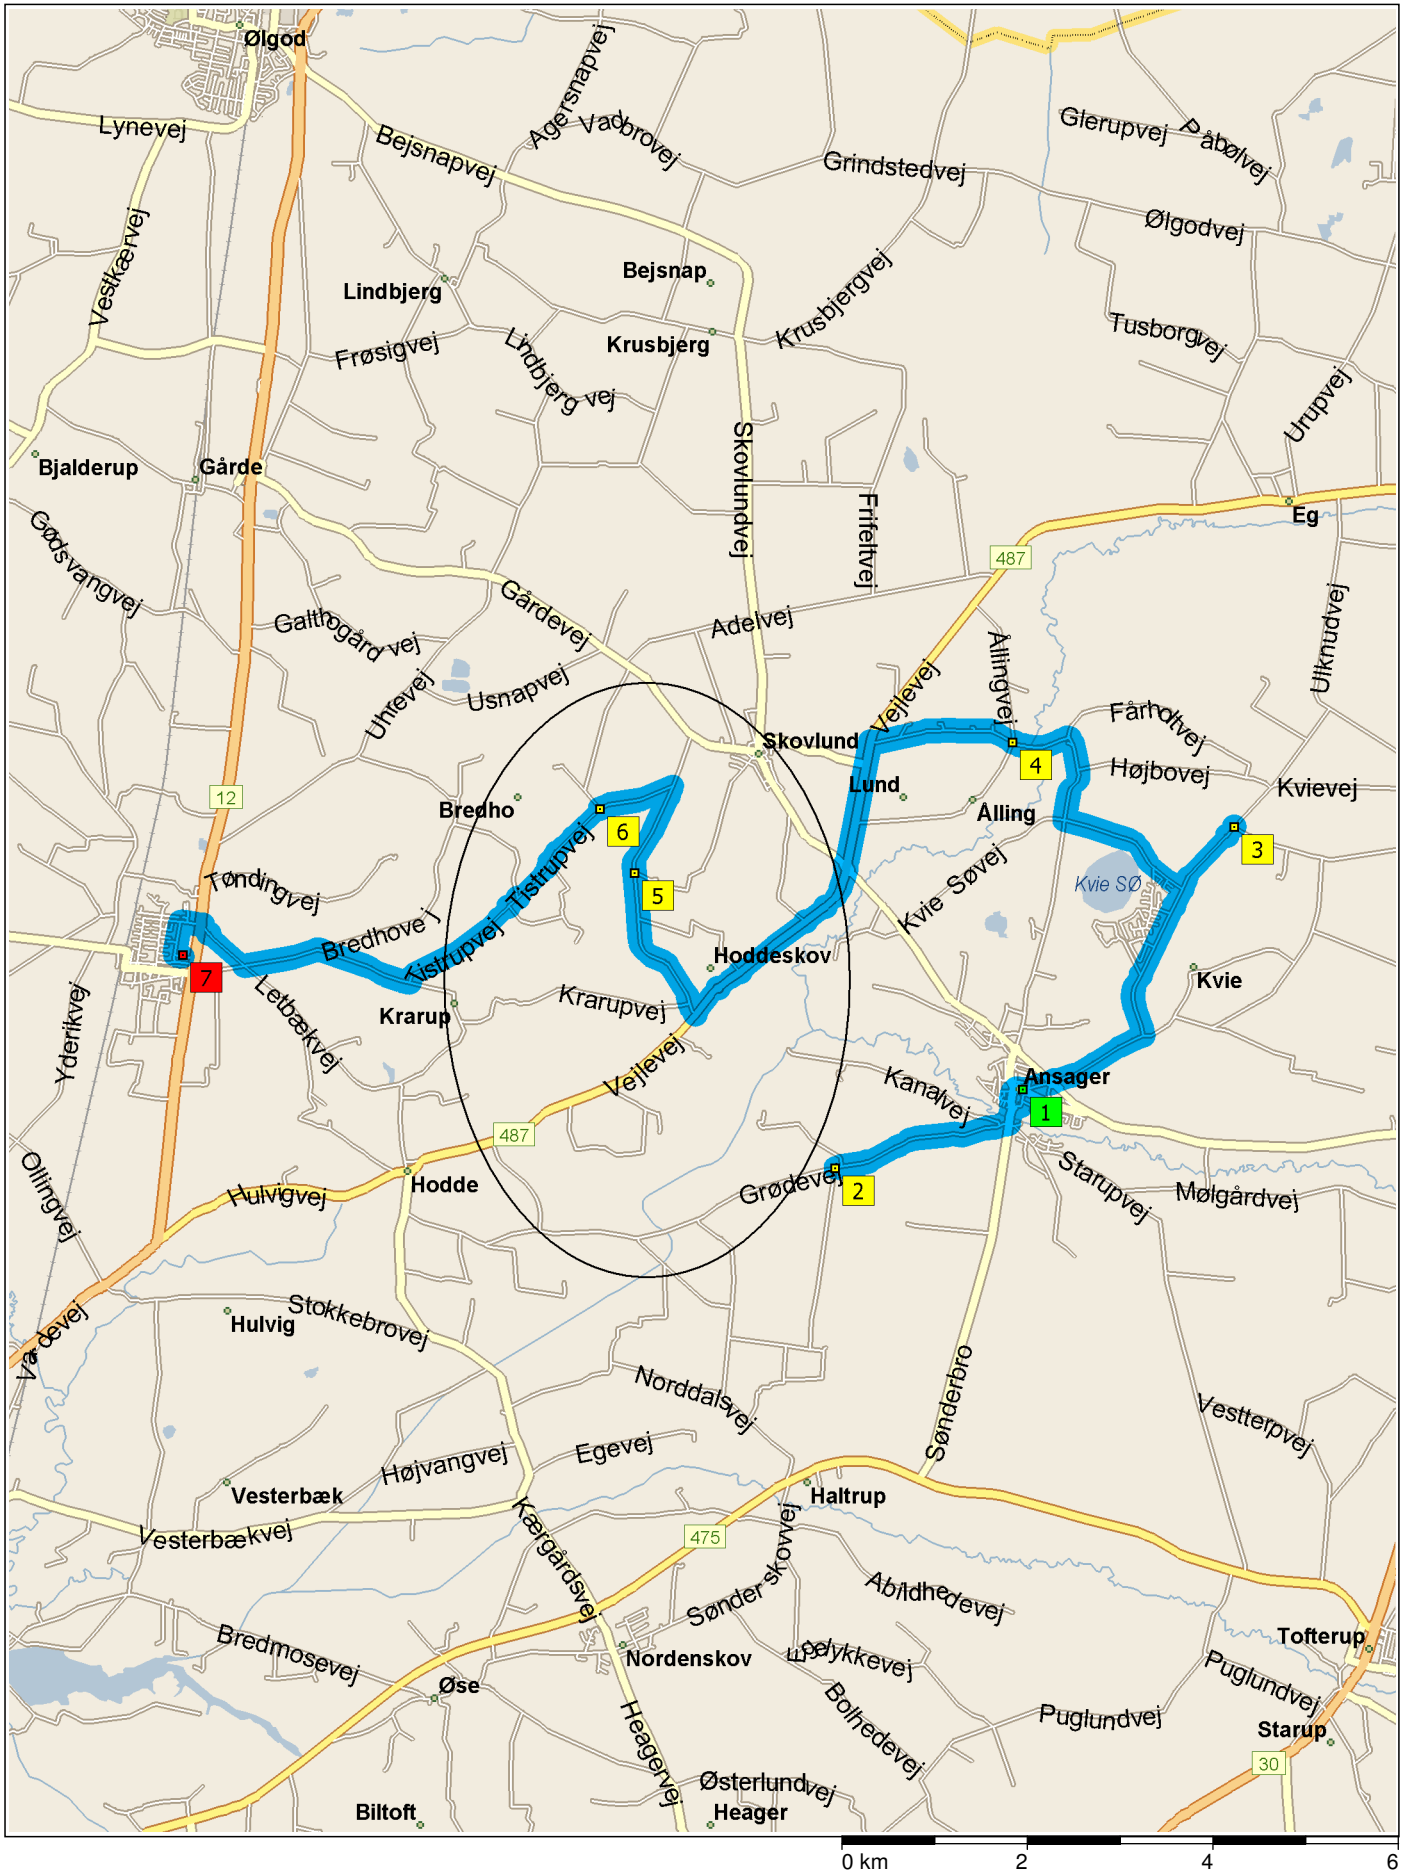 Ølgod
Lynevej
Bejsnapvej
Agersnapvej
Vadbrovej
Grindstedvej
Glerupvej
Påbølvej
Ølgodvej
Vestkærvej
Lindbjerg
Bejsnap
Krusbjerg
Krusbjergvej
Frøsigvej
Lindbjerg vej
Tusborgvej
Urupvej
Bjalderup
Gårde
Skovlundvej
Frifeltvej
Eg
487
Gødsvangvej
Galthogård vej
Gårdevej
Adelvej
Ållingvej
Ulknudvej
Uhrevej
Usnapvej
Vejlevej
Fårholtvej
Skovlund
4
Højbovej
Kvievej
12
Bredho
Lund
Ålling
6
3
Tistrupvej
5
Kvie Søvej
Kvie SØ
Tøndingvej
Bredhovej
Tistrupvej
Hoddeskov
Kvie
7
Letbækvej
Krarup
Krarupvej
Yderikvej
Vejlevej
Kanalvej
Ansager
1
487
Hodde
Grødevej
2
Starupvej
Mølgårdvej
Ollingvej
Hulvigvej
Hulvig
Stokkebrovej
Vardevej
Norddalsvej
Sønderbro
Vestterpvej
Højvangvej
Egevej
Vesterbæk
Haltrup
Vesterbækvej
Kærgårdsvej
475
Sønder skovvej
Abildhedevej
Bredmosevej
Nordenskov
Egelykkevej
Tofterup
Øse
Bolhedevej
Puglundvej
Puglundvej
Starup
Heagervej
Østerlundvej
30
Biltoft
Heager
0 km 2 4 6